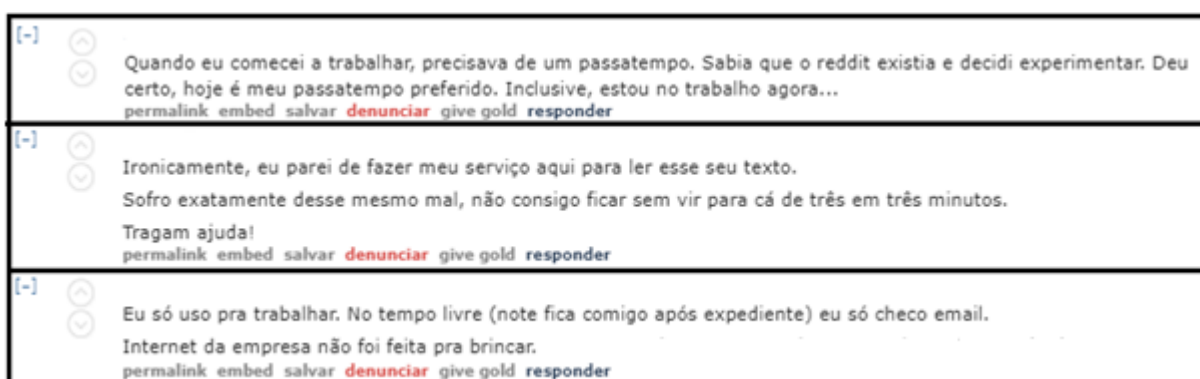 [-]
Quando eu comecei a trabalhar, precisava de um passatempo. Sabia que o reddit existia e decidi experimentar. Deu
certo, hoje é meu passatempo preferido. Inclusive, estou no trabalho agora...
permalink embed salvar denunciar give gold responder
[-]
Ironicamente, eu parei de fazer meu serviço aqui para ler esse seu texto.
Sofro exatamente desse mesmo mal, não consigo ficar sem vir para cá de três em três minutos.
Tragam ajuda!
permalink embed salvar denunciar give gold responder
[-]
Eu só uso pra trabalhar. No tempo livre (note fica comigo após expediente) eu só checo email.
Internet da empresa não foi feita pra brincar.
permalink embed salvar denunciar give gold responder